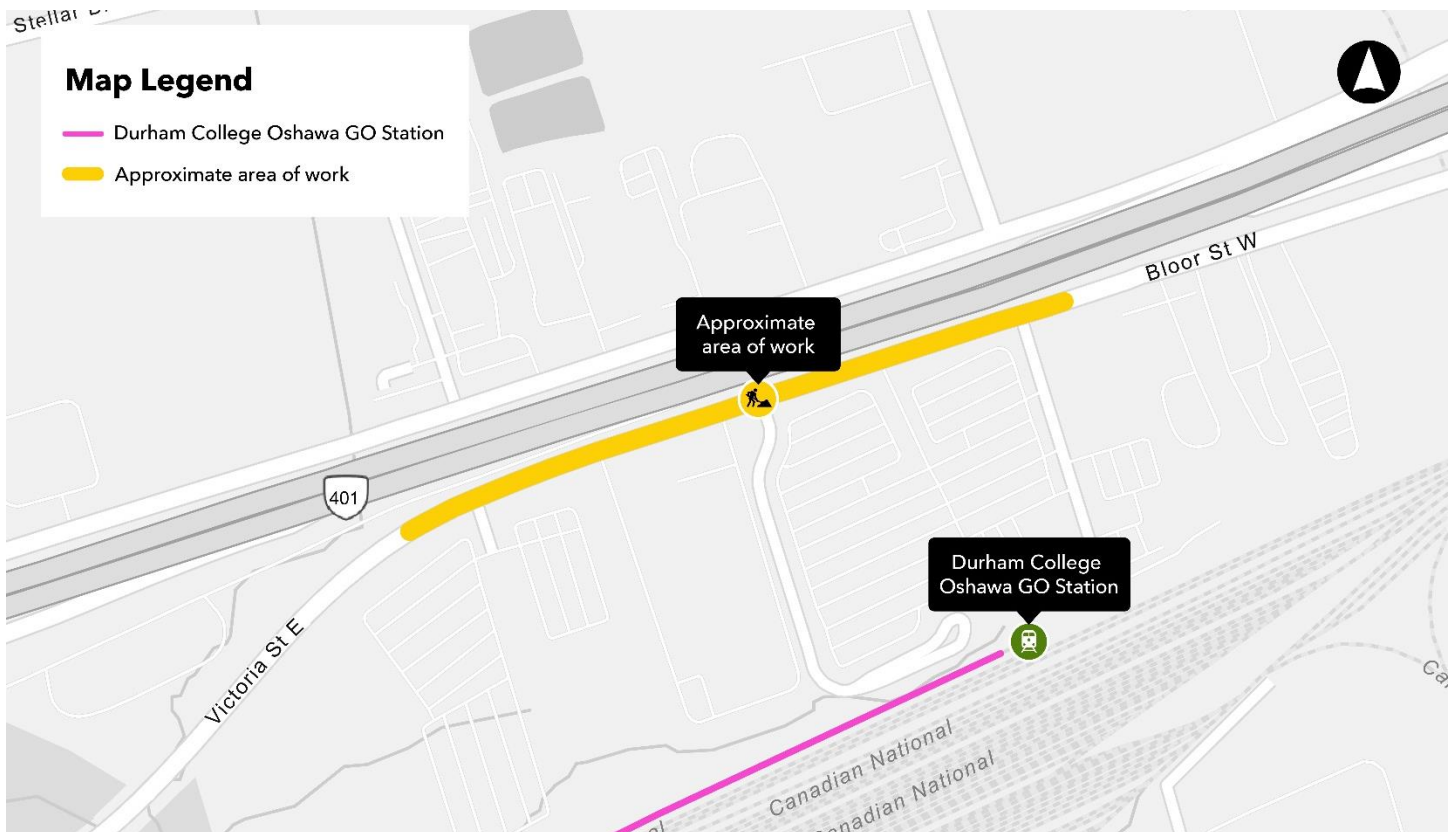 Stellar D
Map Legend
Durham College Oshawa GO Station
Approximate area of work
Bloor St W
Approximate
area of work
401
Durham College
Oshawa GO Station
Victoria St E
Canadian National
Canadian National